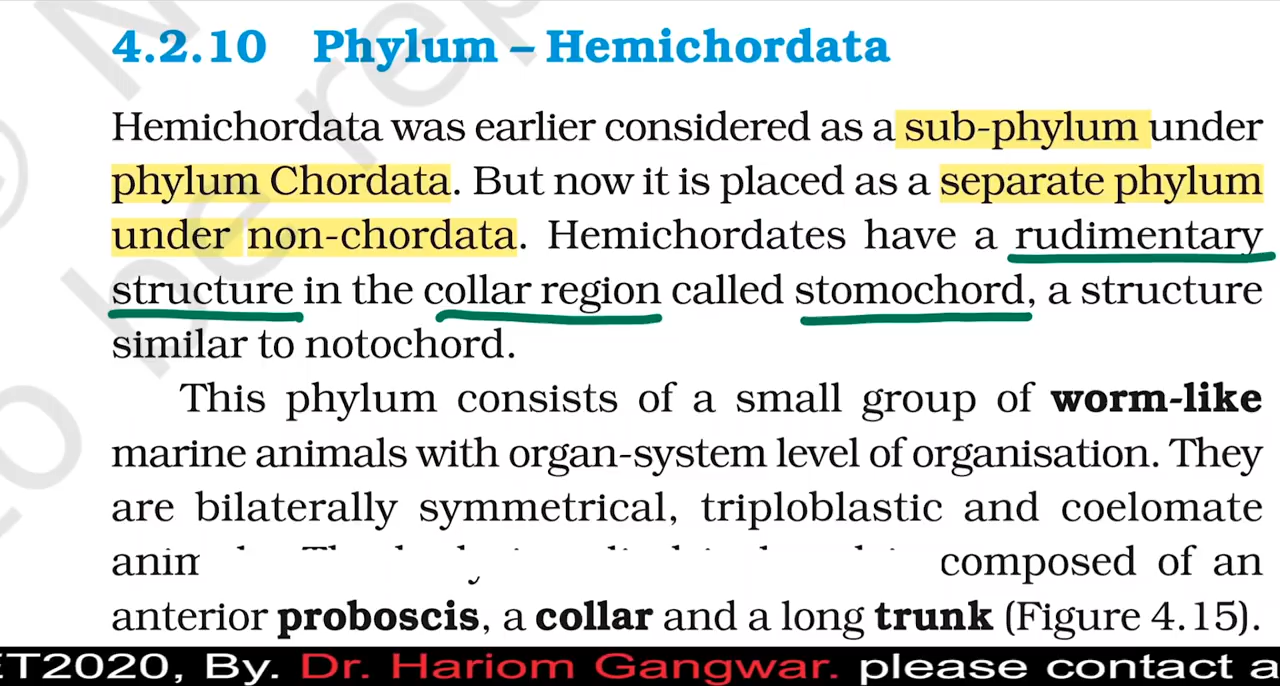 4.2.10 Phylum – Hemichordata
Hemichordata was earlier considered as a sub-phylum under
phylum Chordata. But now it is placed as a separate phylum
under non-chordata. Hemichordates have a rudimentary
structure in the collar region called stomochord, a structure
similar to notochord.
This phylum consists of a small group of worm-like
marine animals with organ-system level of organisation. They
are bilaterally symmetrical, triploblastic and coelomate
composed of an
anterior proboscis, a collar and a long trunk (Figure 4.15).
ET2020, By. Dr. Hariom Gangwar. please contact a